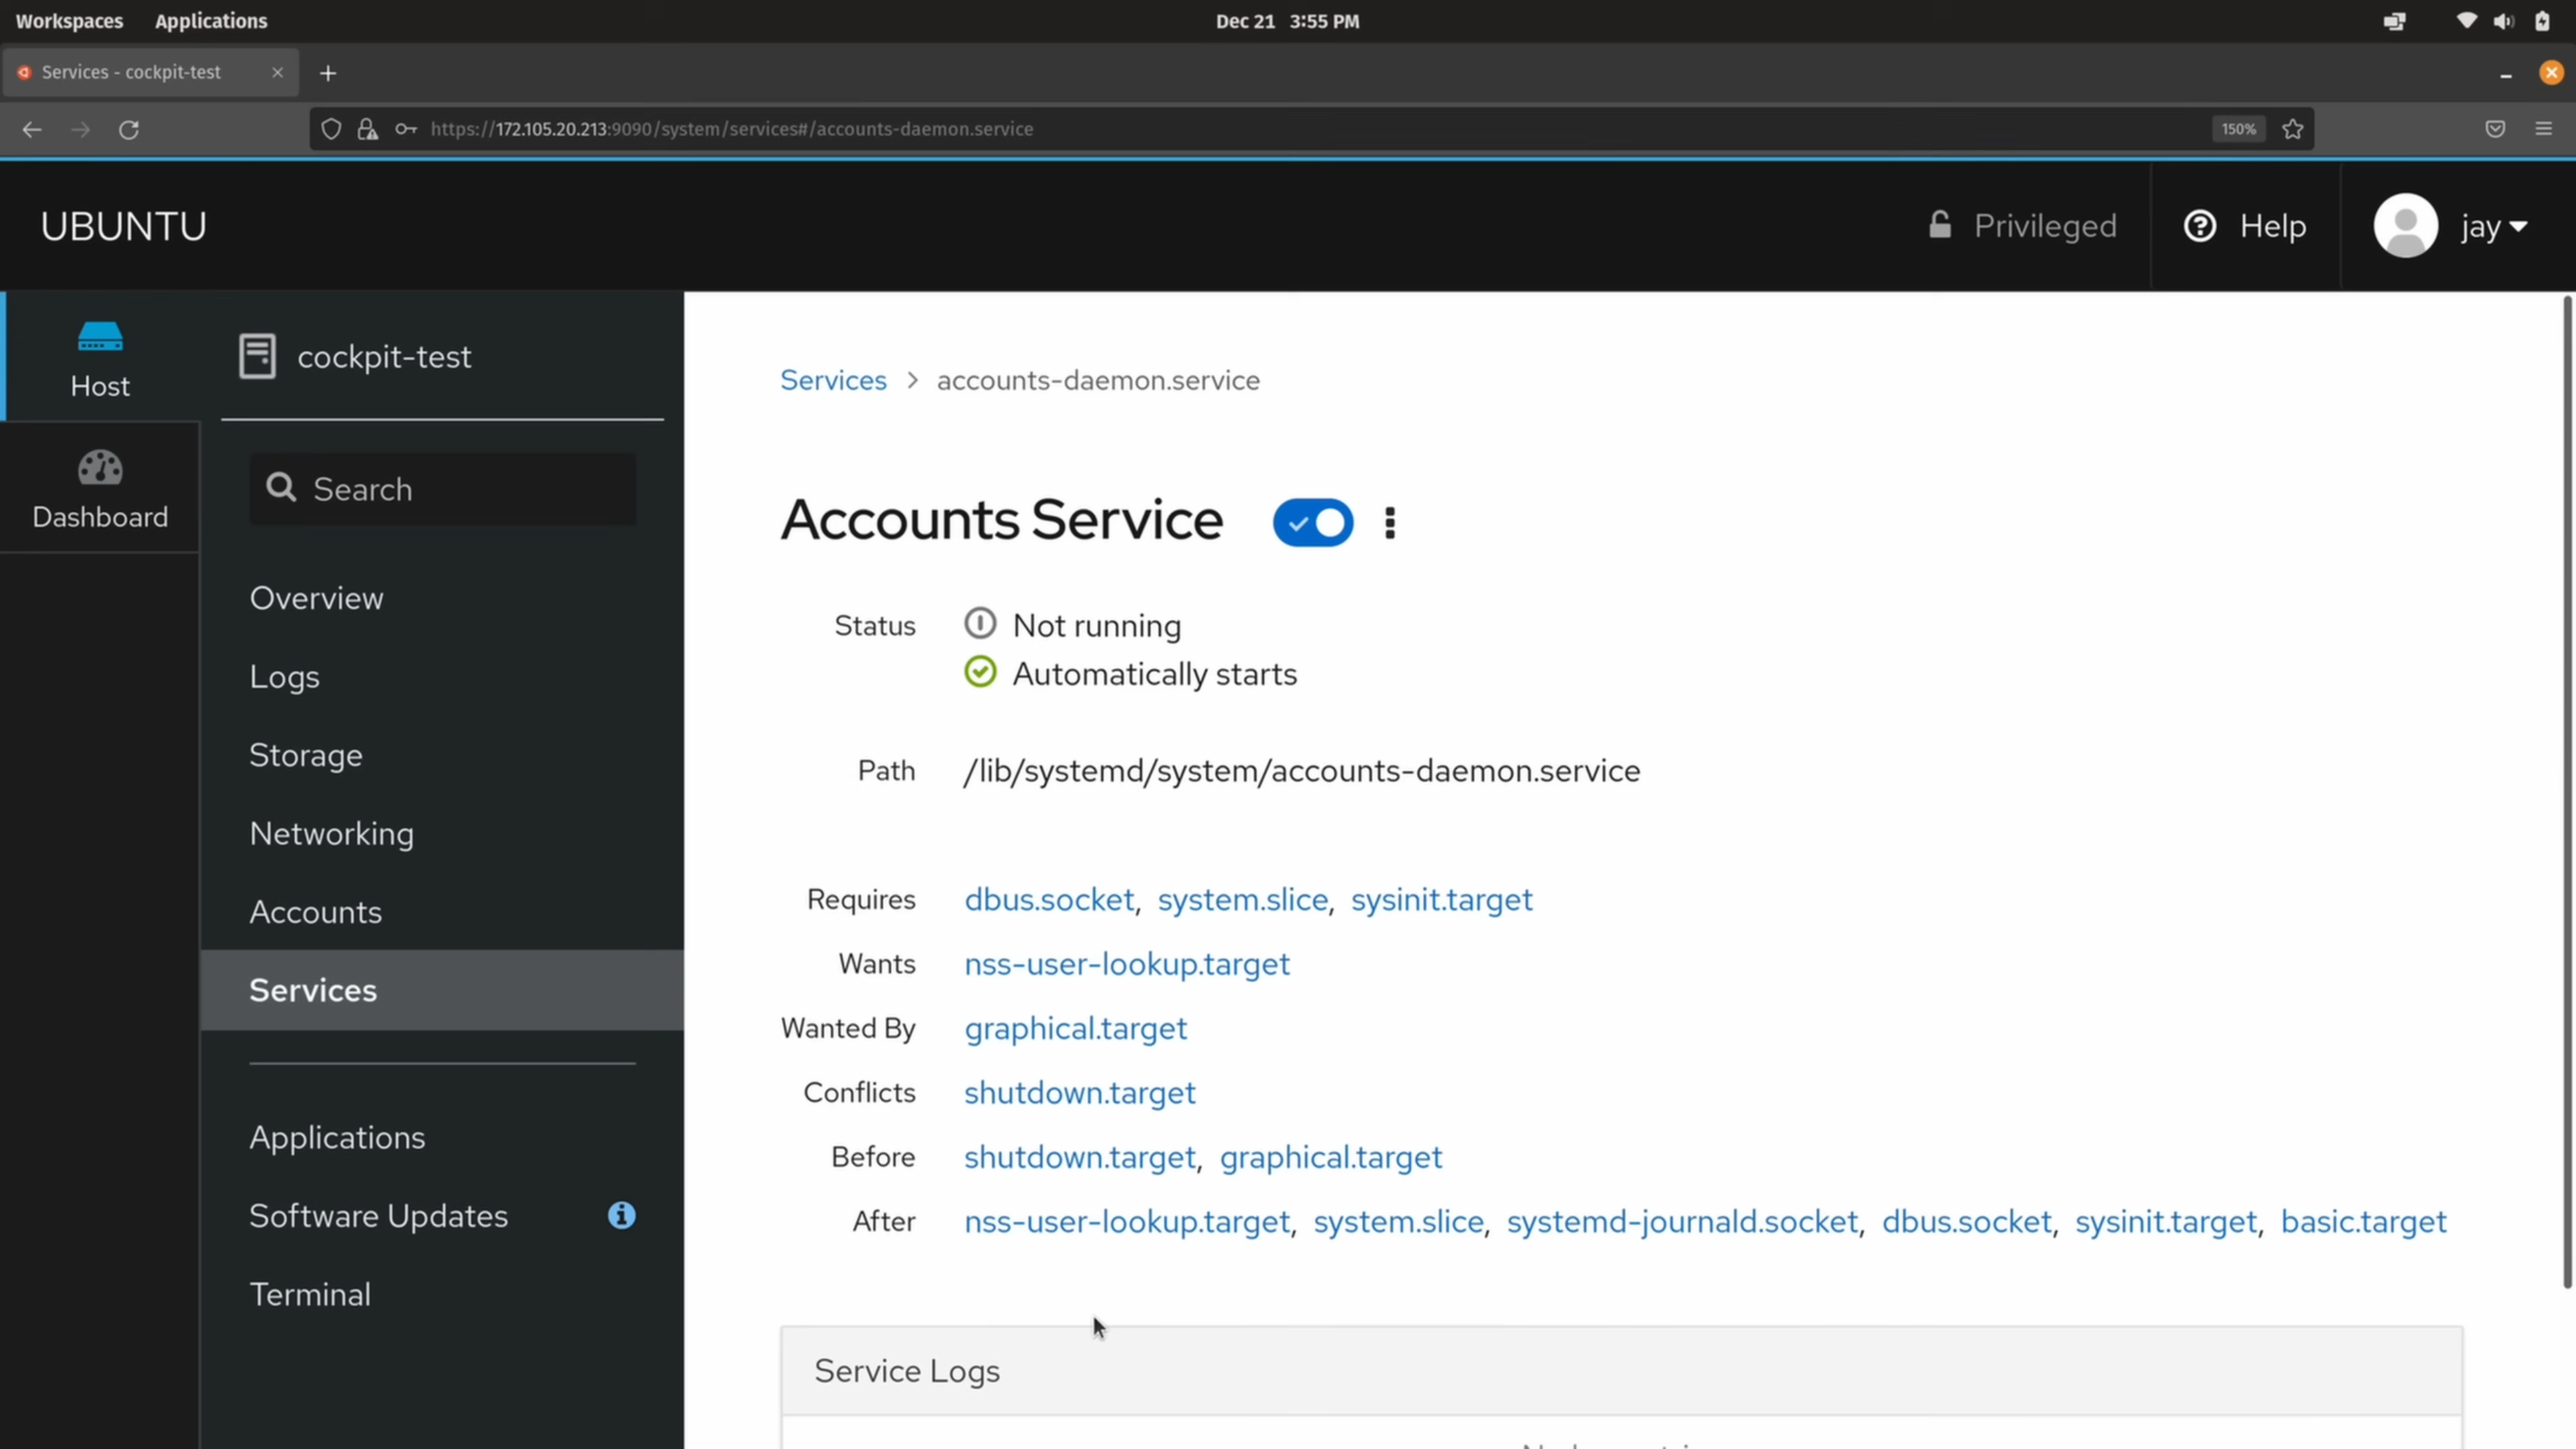 Workspaces Applications Dec 21 3:55 PM
Services - cockpit-test
https://172.105.20.213:9090/system/services#/accounts-daemon.service 150%
UBUNTU Privileged Help jay
Host
Dashboard
cockpit-test
Search
Overview
Logs
Storage
Networking
Accounts
Services
Applications
Software Updates
Terminal
Services > accounts-daemon.service
Accounts Service
Status Not running
Automatically starts
Path /lib/systemd/system/accounts-daemon.service
Requires dbus.socket, system.slice, sysinit.target
Wants nss-user-lookup.target
Wanted By graphical.target
Conflicts shutdown.target
Before shutdown.target, graphical.target
After nss-user-lookup.target, system.slice, systemd-journald.socket, dbus.socket, sysinit.target, basic.target
Service Logs